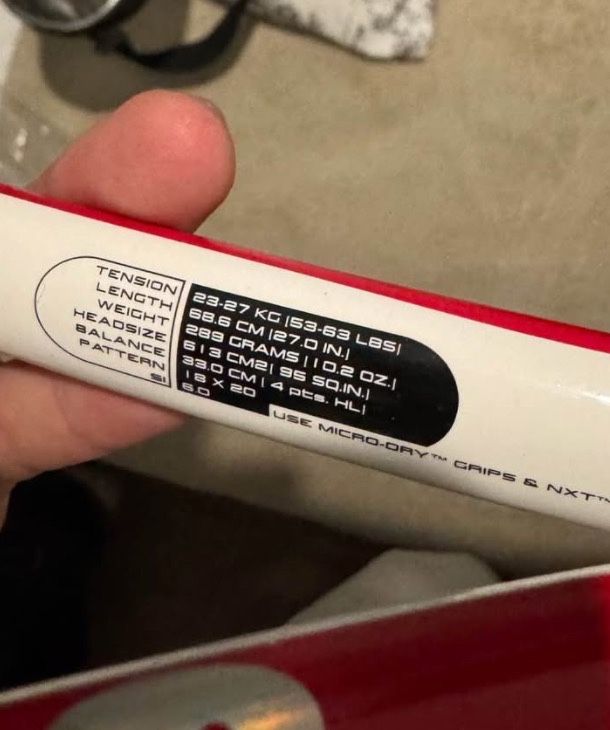 TENSION 23-27 KG |53-63 LBS|
LENGTH 68.6 CM |27.0 IN.|
WEIGHT 289 GRAMS | 10.2 OZ.|
HEADSIZE 613 CM2| 95 SQ.IN.|
BALANCE 33.0 CM | 4 pts. HL|
PATTERN 18 X 20
SI 6.0
USE MICRO-DRY™ GRIPS & NXT™